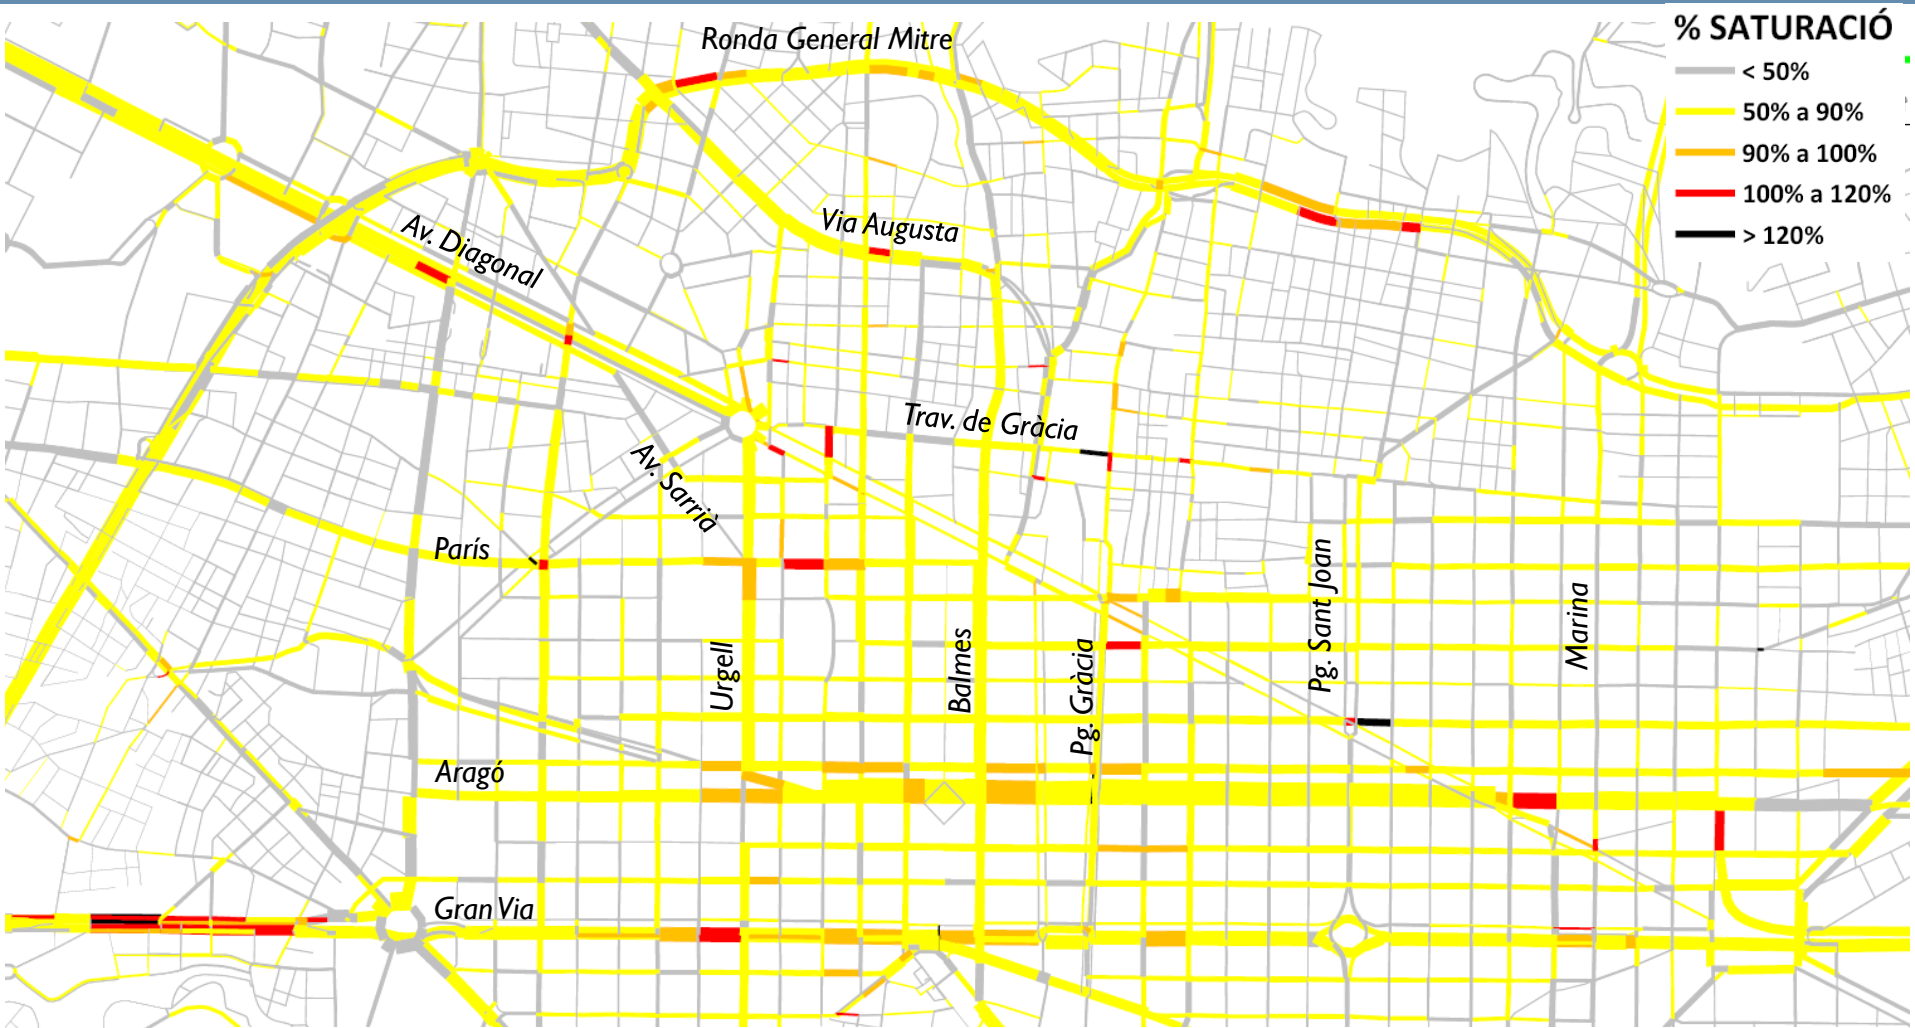 Ronda General Mitre
% SATURACIÓ
< 50%
50% a 90%
90% a 100%
100% a 120%
> 120%
Av. Diagonal
Via Augusta
Trav. de Gràcia
Av. Sarrià
París
Urgell
Balmes
Pg. Gràcia
Pg. Sant Joan
Marina
Aragó
Gran Via